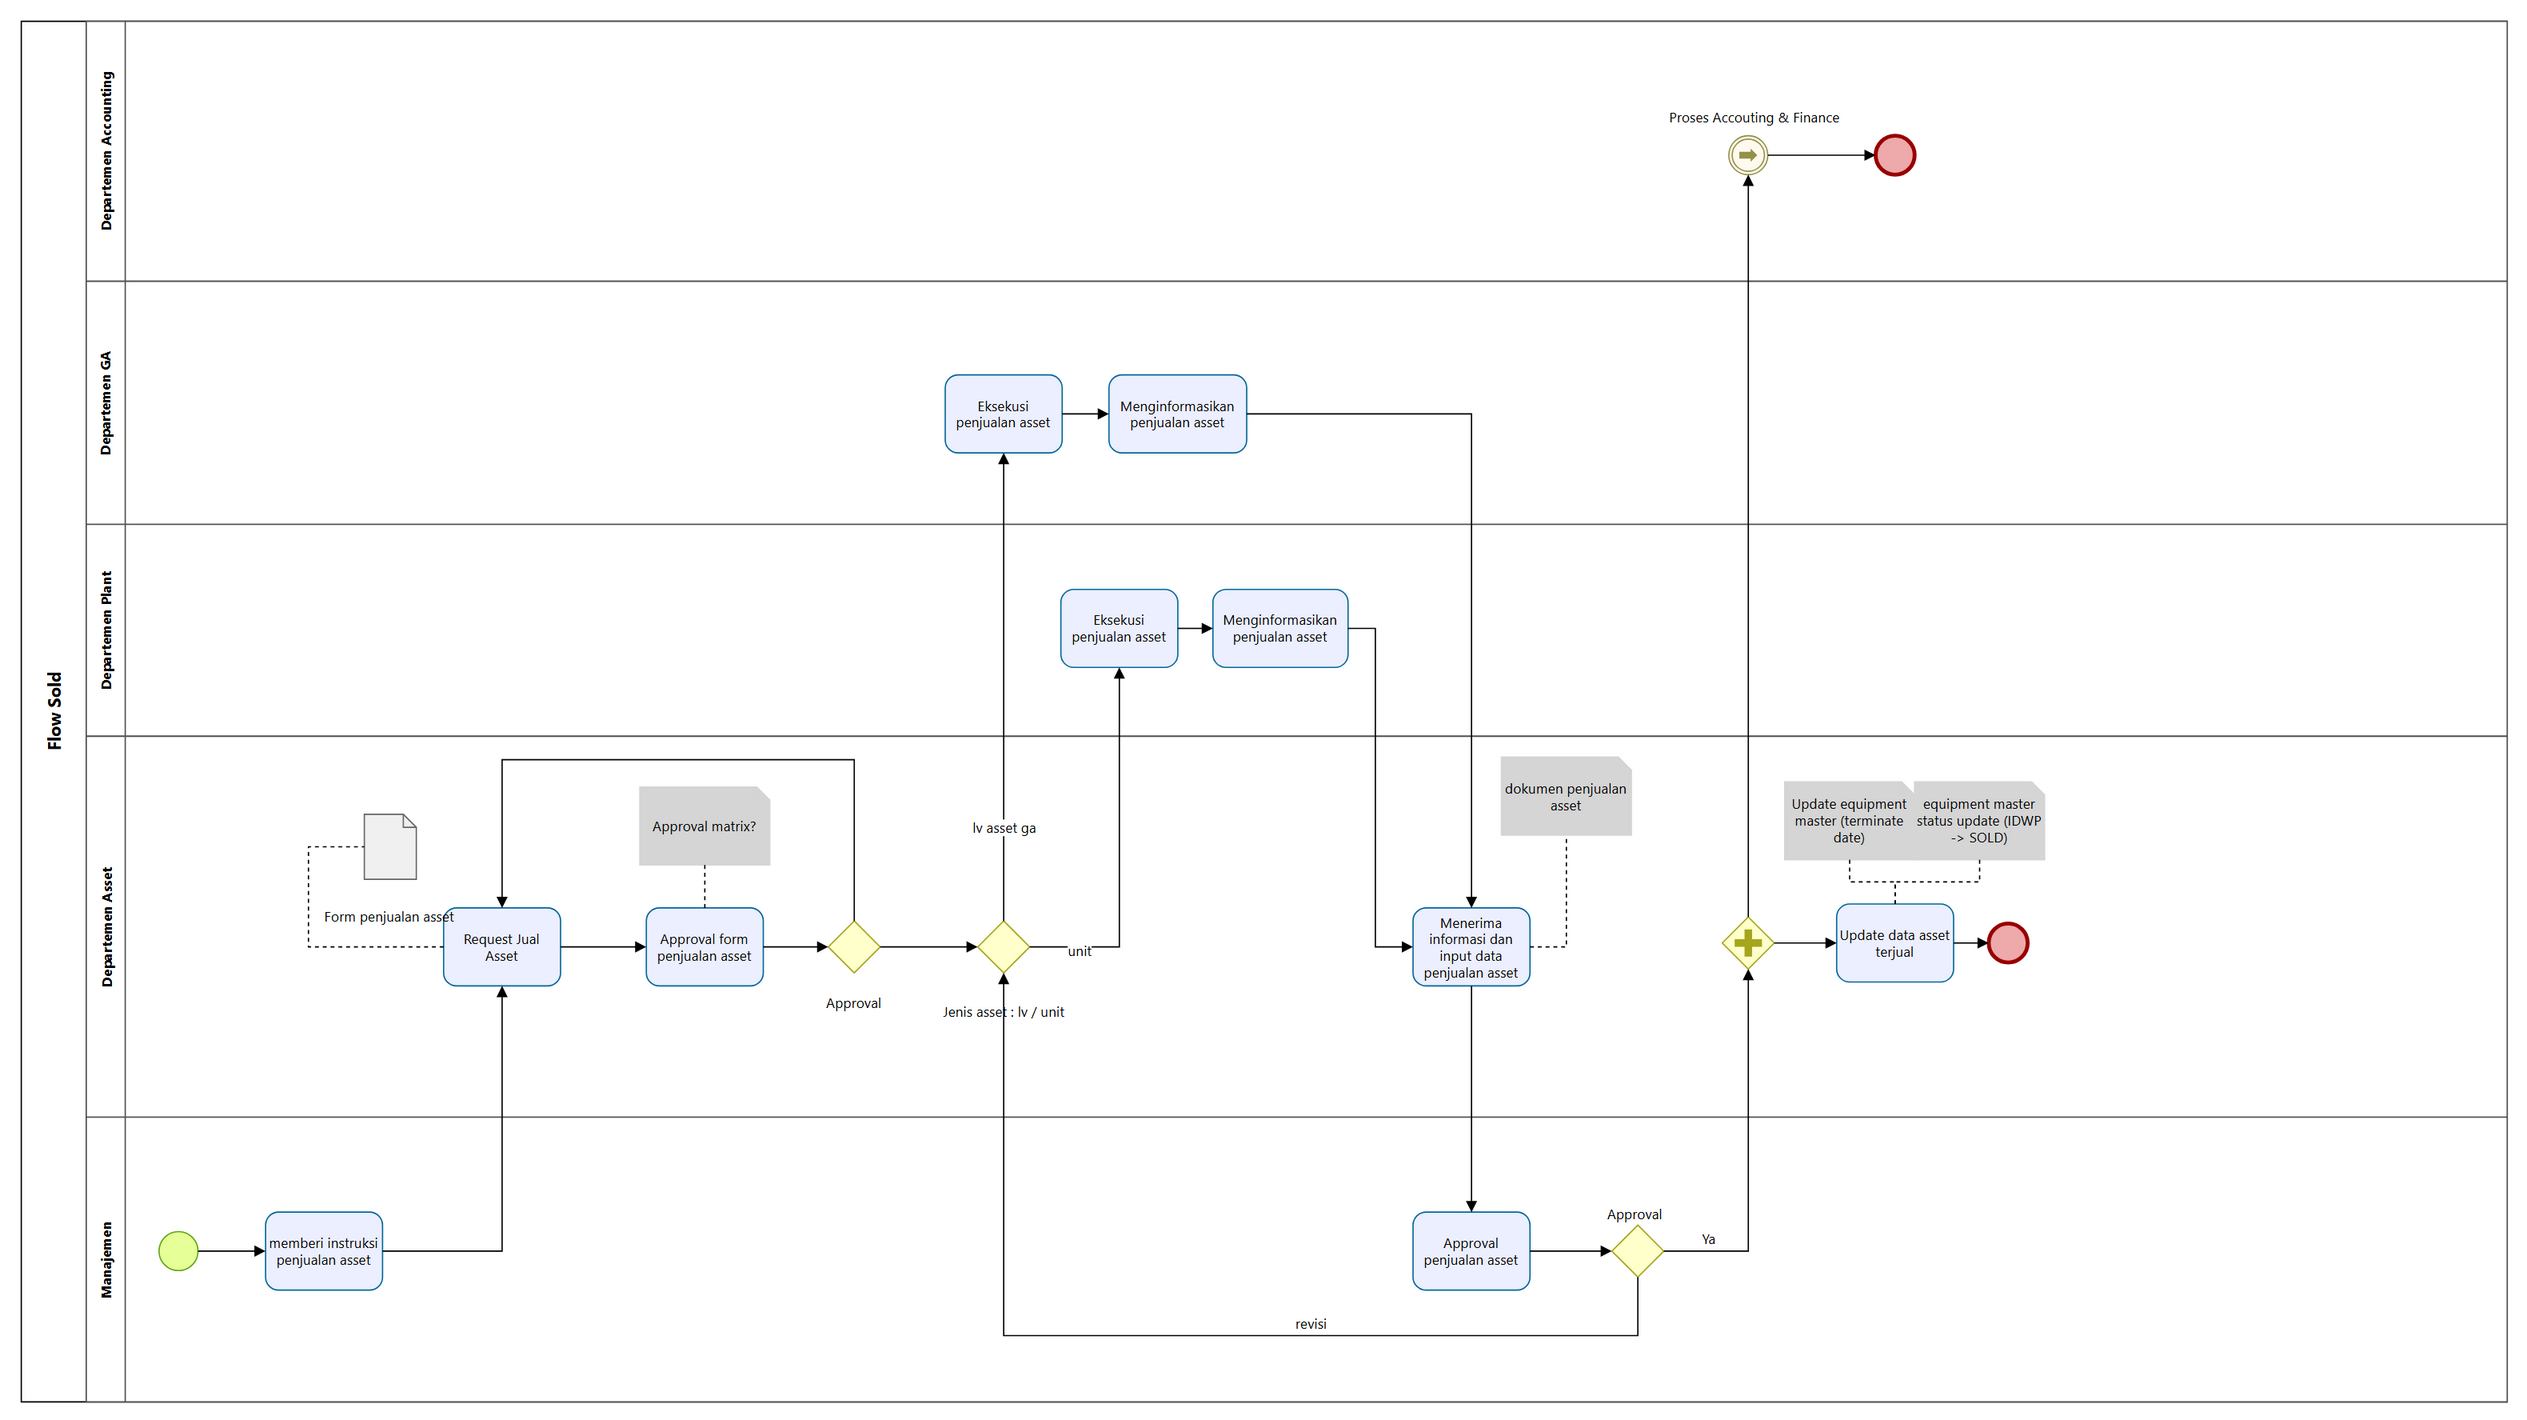 Flow Sold
Departemen Accounting
Proses Accouting & Finance
Departemen GA
Eksekusi
penjualan asset
Menginformasikan
penjualan asset
Departemen Plant
Eksekusi
penjualan asset
Menginformasikan
penjualan asset
Departemen Asset
Form penjualan asset
Request Jual
Asset
Approval matrix?
Approval form
penjualan asset
Approval
lv asset ga
unit
Jenis asset : lv / unit
dokumen penjualan
asset
Menerima
informasi dan
input data
penjualan asset
Update equipment
master (terminate
date)
equipment master
status update (IDWP
-> SOLD)
Update data asset
terjual
Manajemen
memberi instruksi
penjualan asset
Approval
penjualan asset
Approval
Ya
revisi